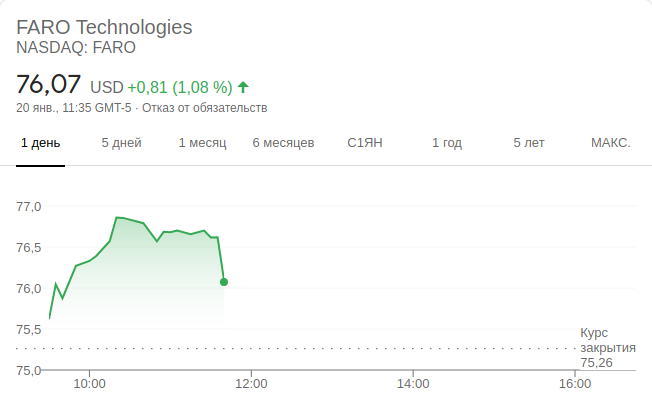 FARO Technologies
NASDAQ: FARO
76,07 USD +0,81 (1,08 %)
20 янв., 11:35 GMT-5 · Отказ от обязательств
1 день 5 дней 1 месяц 6 месяцев С1ЯН 1 год 5 лет МАКС.
77,0
76,5
76,0
75,5
75,0
Курс
закрытия
75,26
10:00 12:00 14:00 16:00